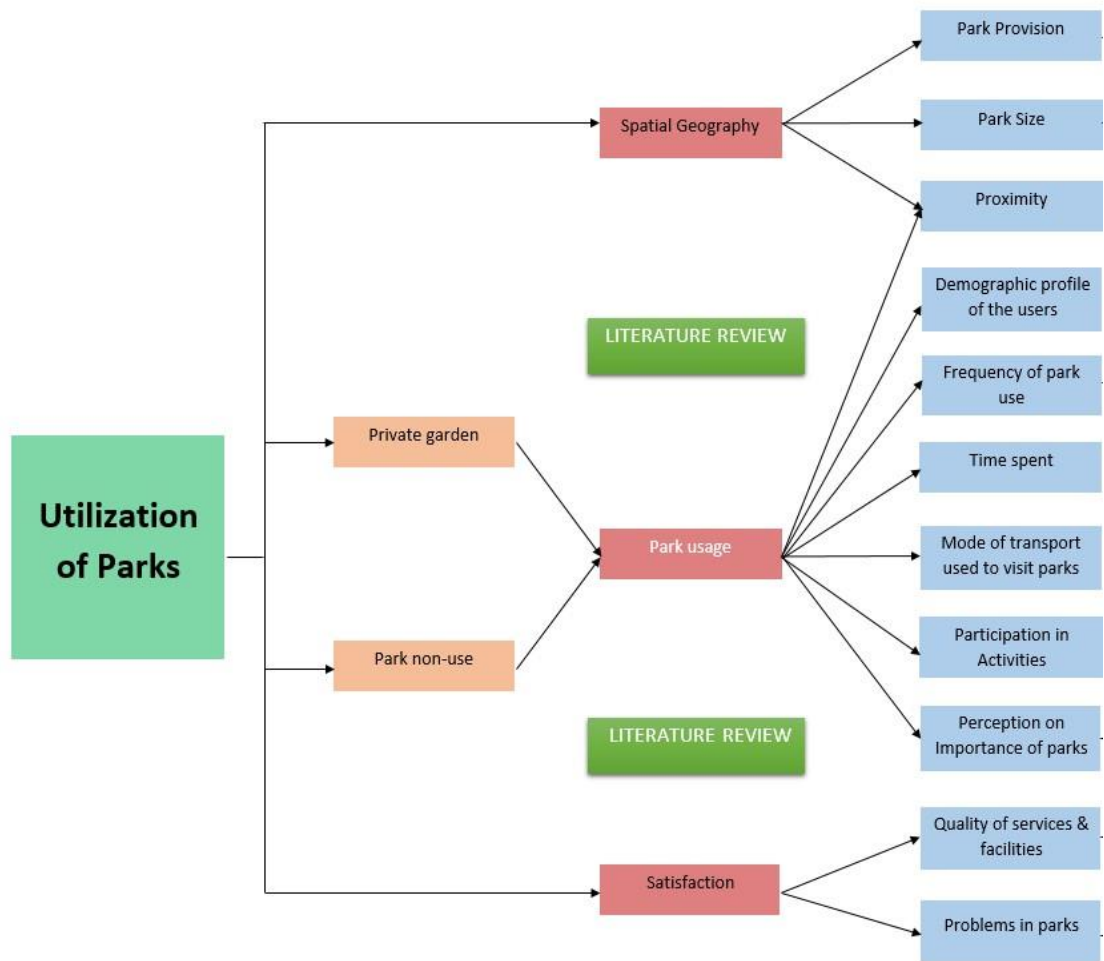 Utilization
of Parks
Spatial Geography
LITERATURE REVIEW
Private garden
Park usage
Park non-use
LITERATURE REVIEW
Satisfaction
Park Provision
Park Size
Proximity
Demographic profile
of the users
Frequency of park
use
Time spent
Mode of transport
used to visit parks
Participation in
Activities
Perception on
Importance of parks
Quality of services &
facilities
Problems in parks